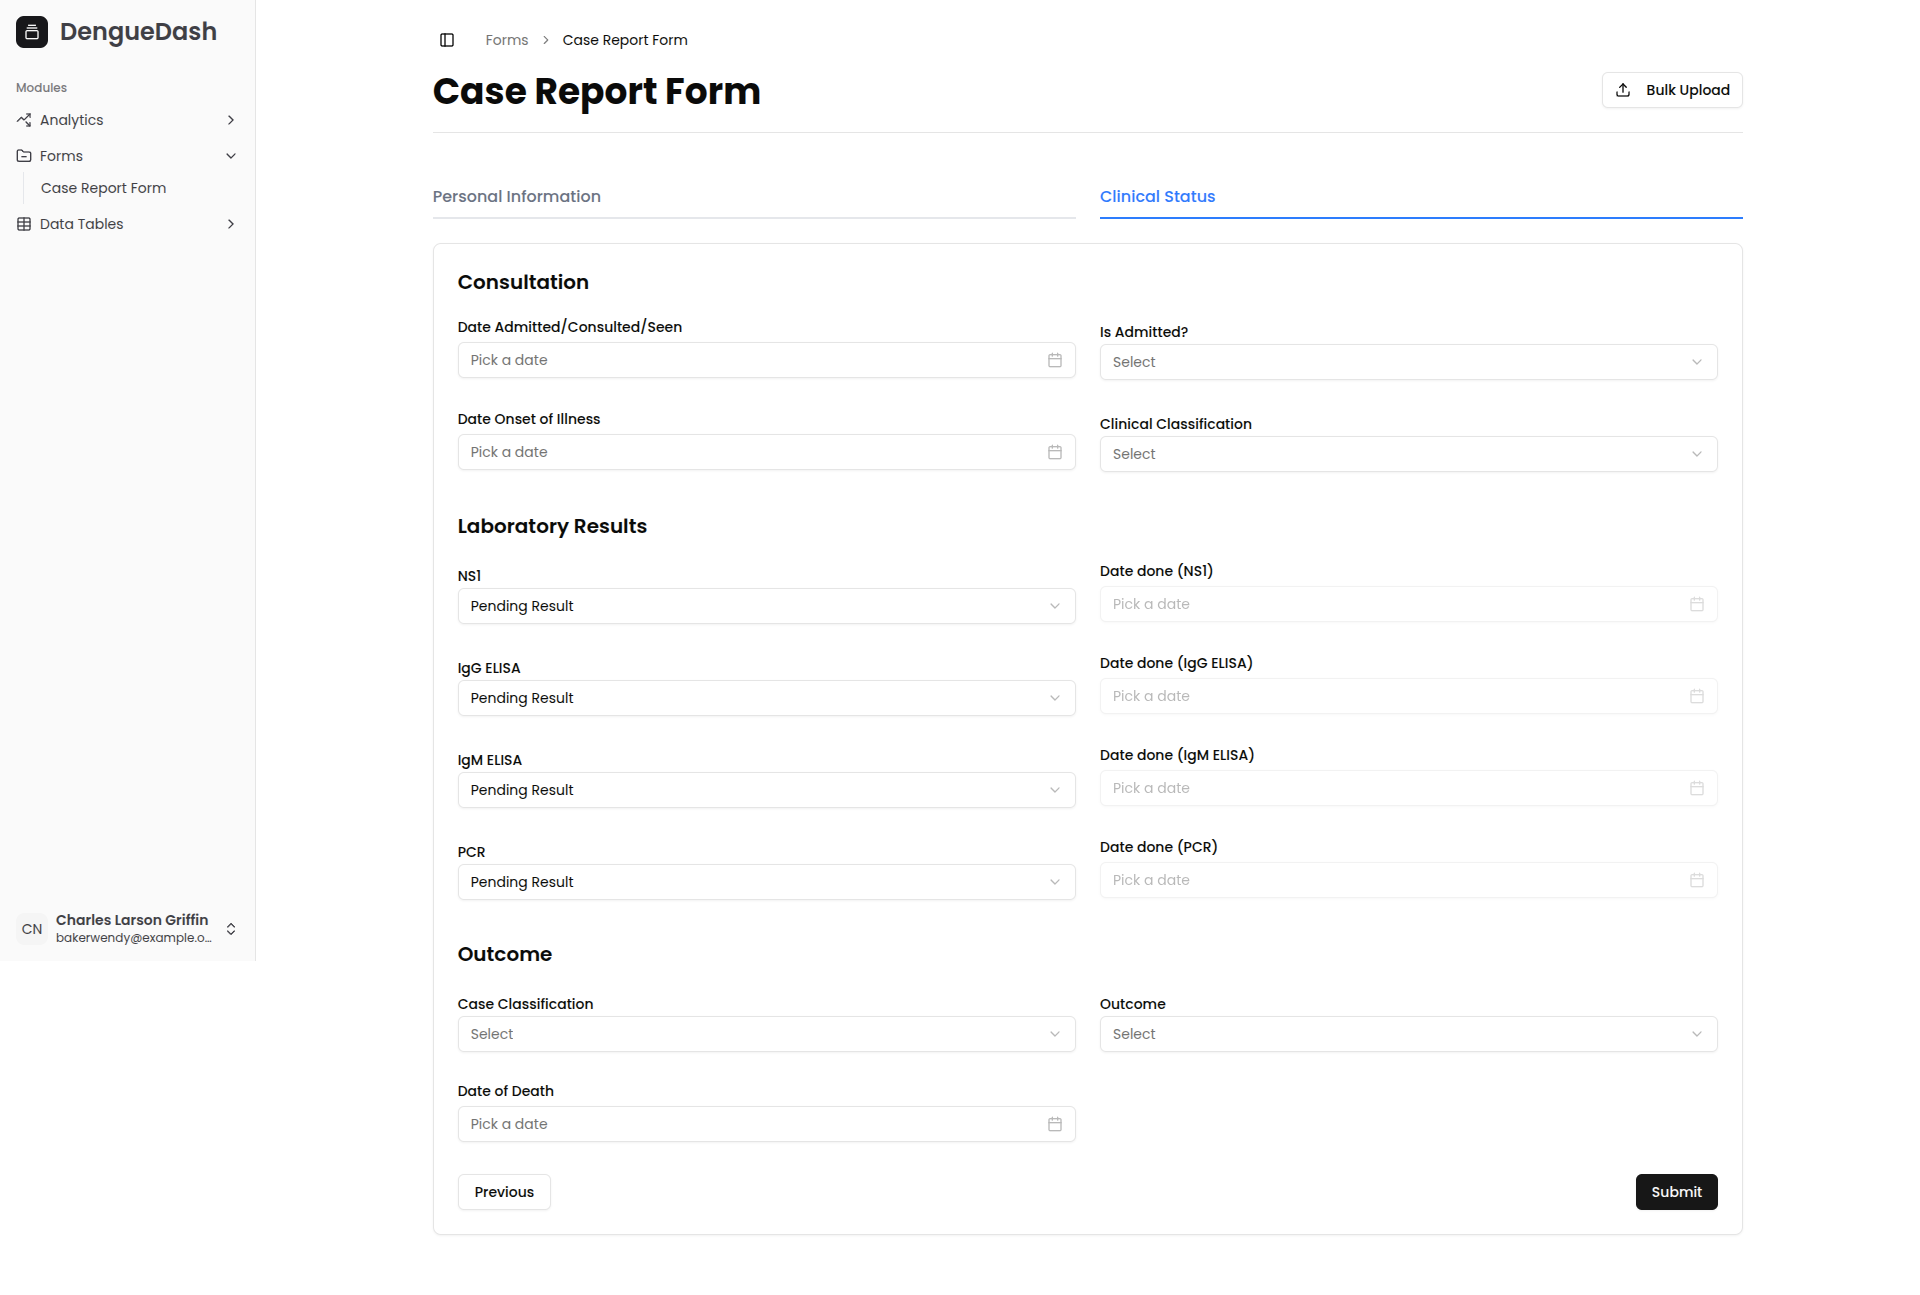 DengueDash
Modules
Analytics
Forms
Case Report Form
Data Tables
CN
Charles Larson Griffin
bakerwendy@example.o...
Forms
Case Report Form
Case Report Form
Bulk Upload
Personal Information
Clinical Status
Consultation
Date Admitted/Consulted/Seen
Pick a date
Is Admitted?
Select
Date Onset of Illness
Pick a date
Clinical Classification
Select
Laboratory Results
NS1
Pending Result
Date done (NS1)
Pick a date
IgG ELISA
Pending Result
Date done (IgG ELISA)
Pick a date
IgM ELISA
Pending Result
Date done (IgM ELISA)
Pick a date
PCR
Pending Result
Date done (PCR)
Pick a date
Outcome
Case Classification
Select
Outcome
Select
Date of Death
Pick a date
Previous
Submit